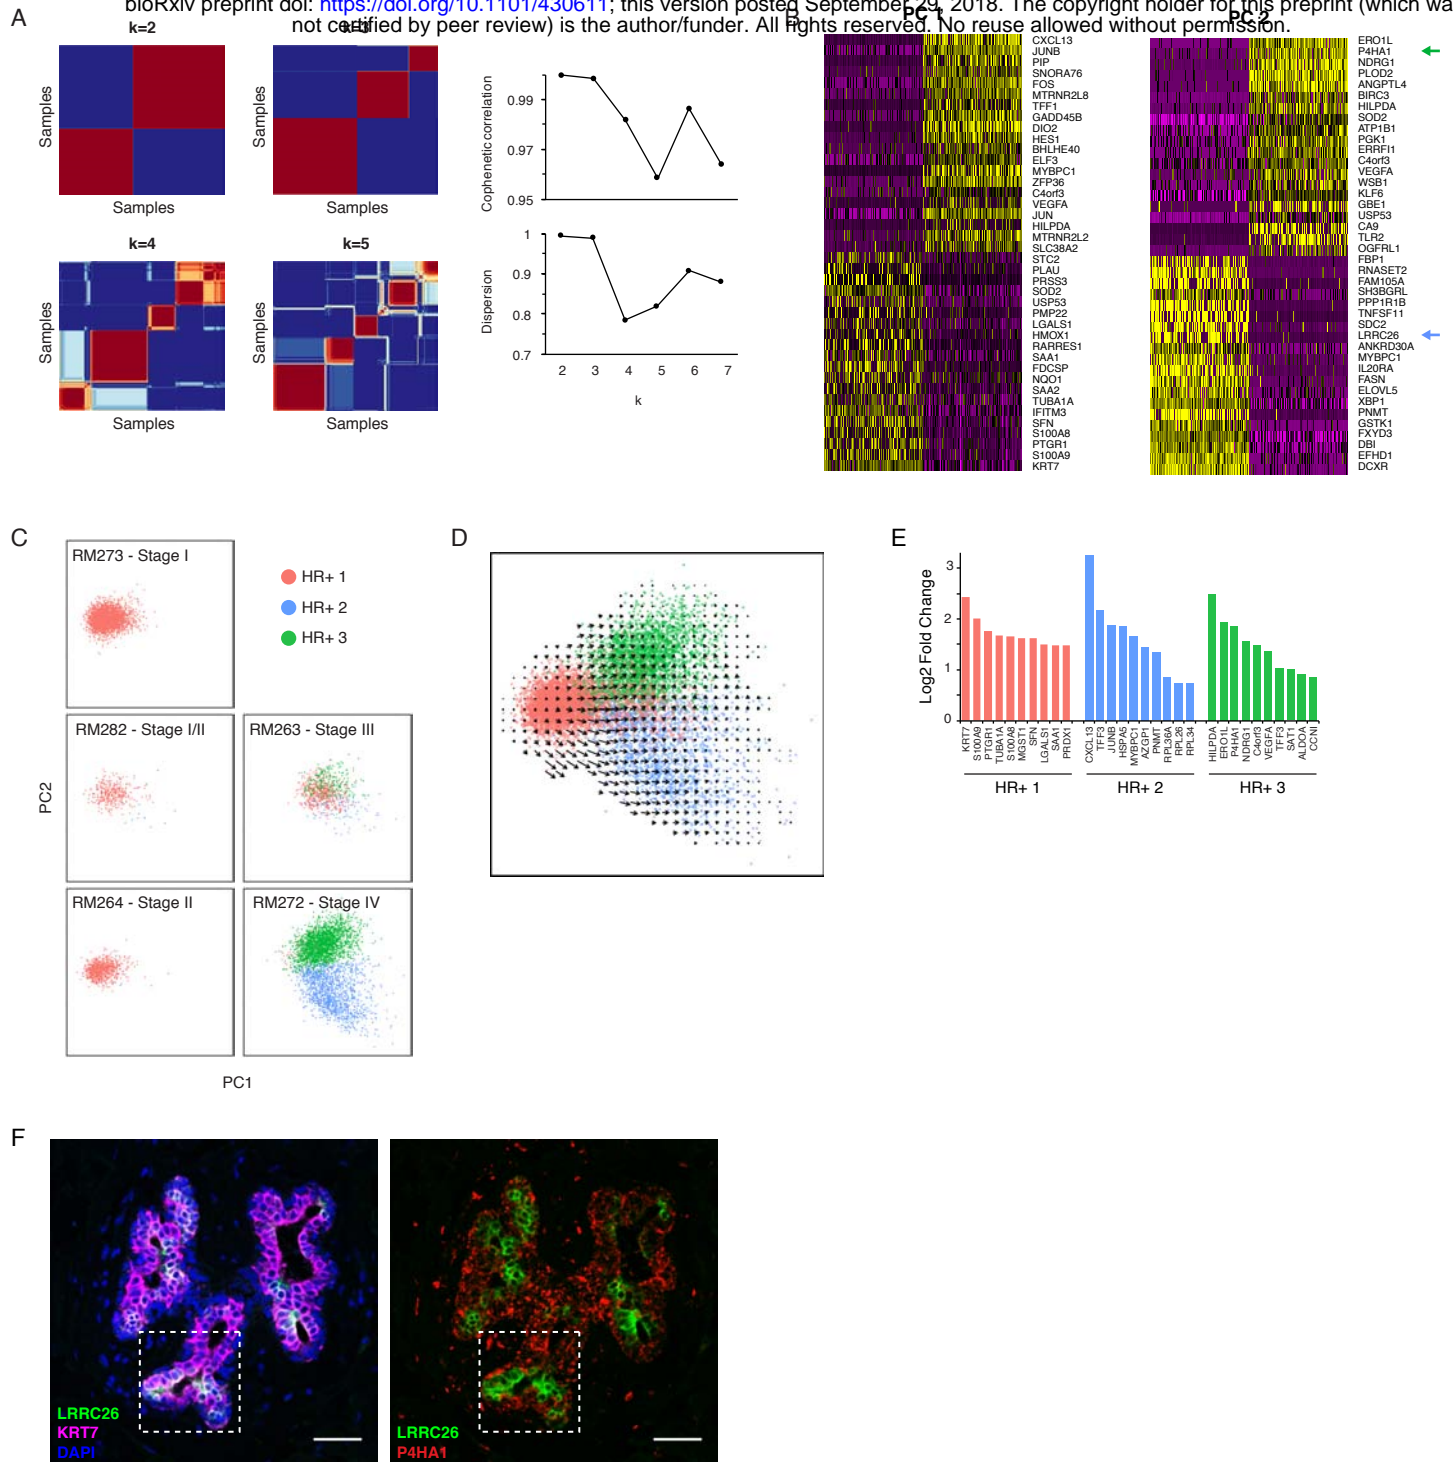 bioRxiv preprint doi: https://doi.org/10.1101/430611; this version posted September 29, 2018. The copyright holder for this preprint (which was
not certified by peer review) is the author/funder. All rights reserved. No reuse allowed without permission.
A
k=2
k=3
Samples
Samples
Samples
Samples
k=4
k=5
Samples
Samples
Samples
Samples
Cophenetic correlation
0.99
0.97
0.95
Dispersion
1
0.9
0.8
0.7
2 3 4 5 6 7
k
B
PC 1
CXCL13
JUNB
PIP
SNORA76
FOS
MTRNR2L8
TFF1
GADD45B
DIO2
HES1
BHLHE40
ELF3
MYBPC1
ZFP36
C4orf3
VEGFA
JUN
HILPDA
MTRNR2L2
SLC38A2
STC2
PLAU
PRSS3
SOD2
USP53
PMP22
LGALS1
HMOX1
RARRES1
SAA1
FDCSP
NQO1
SAA2
TUBA1A
IFITM3
SFN
S100A8
PTGR1
S100A9
KRT7
PC 2
ERO1L
P4HA1
NDRG1
PLOD2
ANGPTL4
BIRC3
HILPDA
SOD2
ATP1B1
PGK1
ERRFI1
C4orf3
VEGFA
WSB1
KLF6
GBE1
USP53
CA9
TLR2
OGFRL1
FBP1
RNASET2
FAM105A
SH3BGRL
PPP1R1B
TNFSF11
SDC2
LRRC26
ANKRD30A
MYBPC1
IL20RA
FASN
ELOVL5
XBP1
PNMT
GSTK1
FXYD3
DBI
EFHD1
DCXR
C
RM273 - Stage I
HR+ 1
HR+ 2
HR+ 3
RM282 - Stage I/II
RM263 - Stage III
RM264 - Stage II
RM272 - Stage IV
PC2
PC1
D
E
Log2 Fold Change
3
2
1
0
KRT7
S100A9
PTGR1
TUBA1A
S100A8
MGST1
SFN
LGALS1
SAA1
PRDX1
CXCL13
TFF3
JUNB
HSPA5
MYBPC1
AZGP1
PNMT
RPL36A
RPL26
RPL34
HILPDA
ERO1L
P4HA1
NDRG1
C4orf3
VEGFA
TFF3
SAT1
ALDOA
CCNI
HR+ 1
HR+ 2
HR+ 3
F
LRRC26
KRT7
DAPI
LRRC26
P4HA1